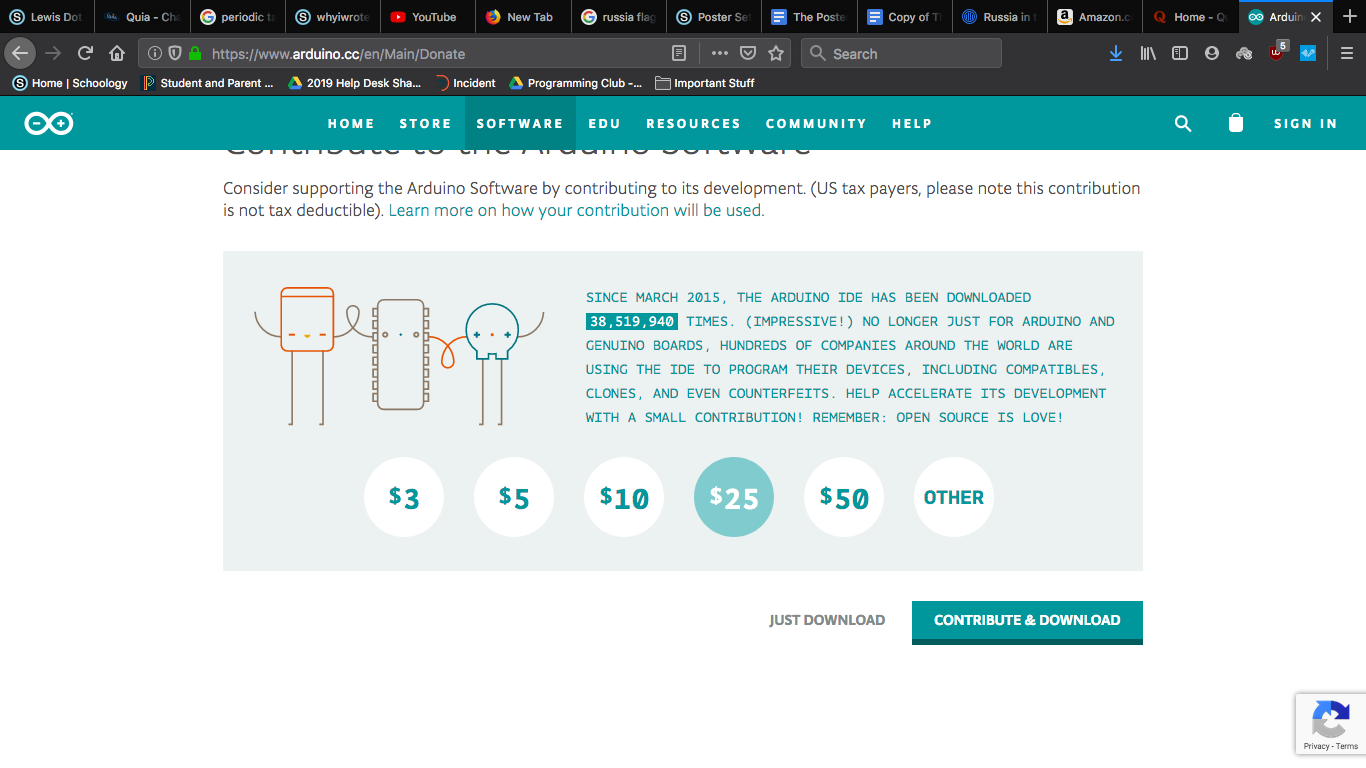 Lewis Dot
Quia - Ch
periodic ta
whyiwrote
YouTube
New Tab
russia flag
Poster Se
The Poste
Copy of T
Russia in t
Amazon.c
Home - Q
Arduin
https://www.arduino.cc/en/Main/Donate
Search
5
Home | Schoology
Student and Parent ...
2019 Help Desk Sha...
Incident
Programming Club -...
Important Stuff
HOME
STORE
SOFTWARE
EDU
RESOURCES
COMMUNITY
HELP
SIGN IN
Contribute to the Arduino Software
Consider supporting the Arduino Software by contributing to its development. (US tax payers, please note this contribution
is not tax deductible). Learn more on how your contribution will be used.
SINCE MARCH 2015, THE ARDUINO IDE HAS BEEN DOWNLOADED
38,519,940 TIMES. (IMPRESSIVE!) NO LONGER JUST FOR ARDUINO AND
GENUINO BOARDS, HUNDREDS OF COMPANIES AROUND THE WORLD ARE
USING THE IDE TO PROGRAM THEIR DEVICES, INCLUDING COMPATIBLES,
CLONES, AND EVEN COUNTERFEITS. HELP ACCELERATE ITS DEVELOPMENT
WITH A SMALL CONTRIBUTION! REMEMBER: OPEN SOURCE IS LOVE!
$3
$5
$10
$25
$50
OTHER
JUST DOWNLOAD
CONTRIBUTE & DOWNLOAD
Privacy - Terms